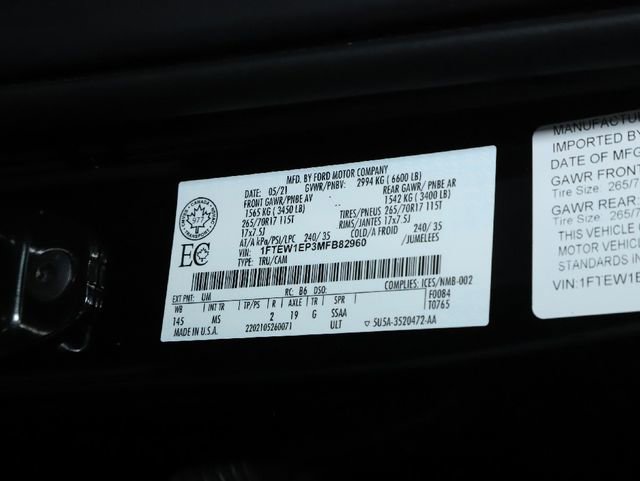 MFD. BY FORD MOTOR COMPANY
DATE: 05/21 GVWR/PNBV: 2994 KG ( 6600 LB)
FRONT GAWR/PNBE AV REAR GAWR/ PNBE AR
1565 KG ( 3450 LB) 1542 KG ( 3400 LB)
265/70R17 115T TIRES/PNEUS 265/70R17 115T
17x7.5J RIMS/JANTES 17x7.5J
AT/A kPa/PSI/LPC 240/ 35 COLD/A FROID 240/ 35
VIN: 1FTEW1EP3MFB82960 /JUMELEES
TYPE: TRU/CAM
CANADA
TRANSPORT
977
EC
COMPLIES: ICES/NMB-002
EXT PNT: UM RC: B6 DSO: F0084
WB INT TR TP/PS R AXLE TR SPR T0765
145 2 19 G SSAA
MADE IN U.S.A. 2202105260071 ULT ▽ 5U5A-3520472-AA
MANUFACTU
IMPORTED B
DATE OF MFG
GAWR FRONT
Tire Size: 265/7
GAWR REAR:
Tire Size: 265/7
THIS VEHICLE
MOTOR VEHICL
STANDARDS IN
VIN:1FTEW1E